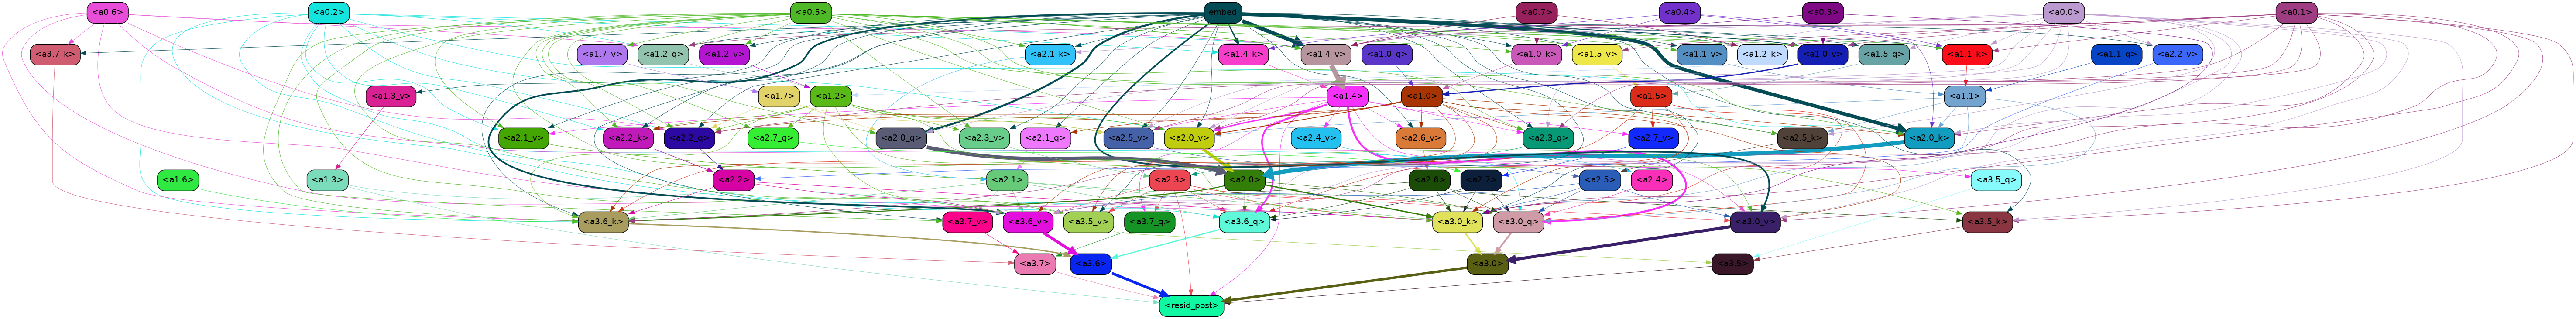 <a0.6> <a0.2> <a0.5> embed <a0.7> <a0.4> <a0.3> <a0.0> <a0.1>
<a3.7_k> <a1.7_v> <a1.2_q> <a1.2_v> <a2.1_k> <a1.4_k> <a1.4_v> <a1.0_q> <a1.0_k> <a1.5_v> <a1.1_v> <a1.2_k> <a1.0_v> <a1.5_q> <a1.1_k> <a1.1_q> <a2.2_v>
<a1.3_v> <a1.7> <a1.2> <a1.4> <a1.0> <a1.5> <a1.1>
<a2.1_v> <a2.2_k> <a2.2_q> <a2.7_q> <a2.0_q> <a2.3_v> <a2.1_q> <a2.5_v> <a2.0_v> <a2.4_v> <a2.6_v> <a2.3_q> <a2.7_v> <a2.5_k> <a2.0_k>
<a1.6> <a1.3> <a2.2> <a2.1> <a2.3> <a2.0> <a2.6> <a2.7> <a2.5> <a2.4> <a3.5_q>
<a3.6_k> <a3.7_v> <a3.6_v> <a3.5_v> <a3.7_q> <a3.6_q> <a3.0_k> <a3.0_q> <a3.0_v> <a3.5_k>
<a3.7> <a3.6> <a3.0> <a3.5>
<resid_post>